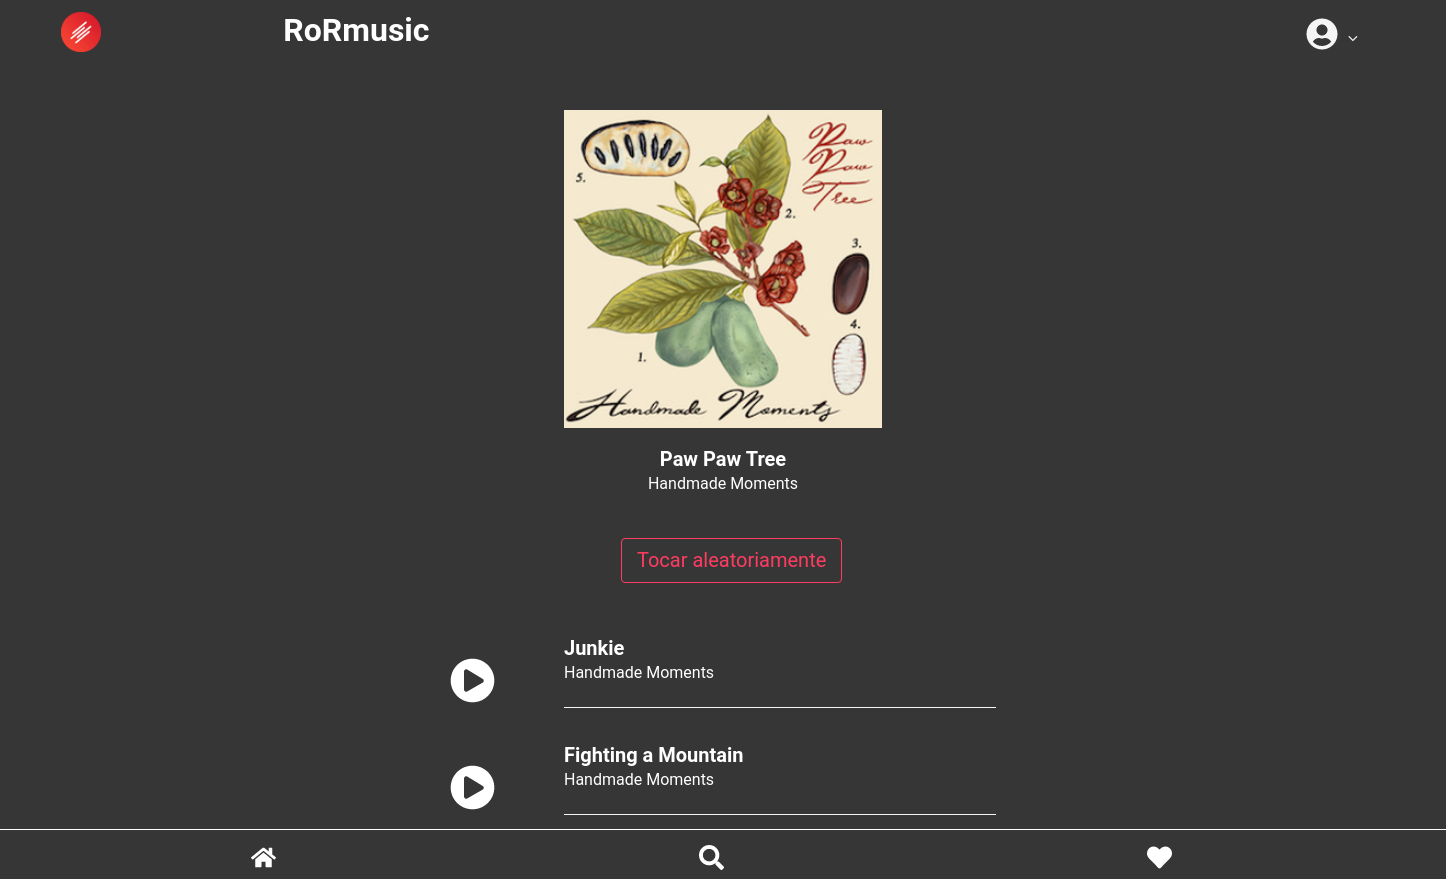 RoRmusic
5.
Paw
Paw
Tree
2.
3.
4.
1.
Handmade Moments
Paw Paw Tree
Handmade Moments
Tocar aleatoriamente
Junkie
Handmade Moments
Fighting a Mountain
Handmade Moments